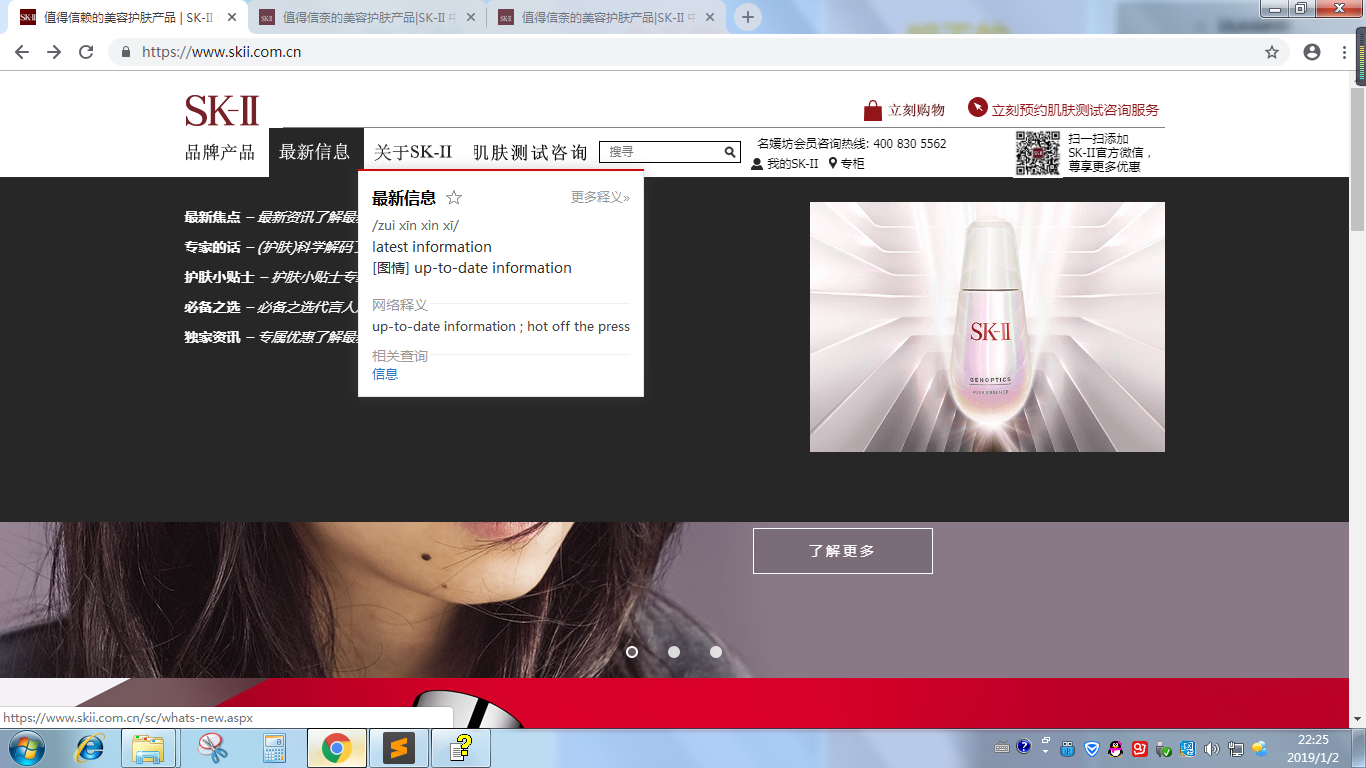 值得信赖的美容护肤产品 | SK-II
值得信奈的美容护肤产品|SK-II 中
值得信奈的美容护肤产品|SK-II 中
https://www.skii.com.cn
SK-II
立刻购物
立刻预约肌肤测试咨询服务
品牌产品
最新信息
关于SK-II
肌肤测试咨询
搜寻
名媛坊会员咨询热线: 400 830 5562
我的SK-II
专柜
扫一扫添加
SK-II官方微信，
尊享更多优惠
最新焦点 – 最新资讯了解最
专家的话 – (护肤)科学解码
护肤小贴士 – 护肤小贴士专
必备之选 – 必备之选代言人
独家资讯 – 专属优惠了解最
最新信息
更多释义»
/zuì xīn xìn xī/
latest information
[图情] up-to-date information
网络释义
up-to-date information ; hot off the press
相关查询
信息
SK-II
GENOPTICS
了解更多
https://www.skii.com.cn/sc/whats-new.aspx
22:25
2019/1/2